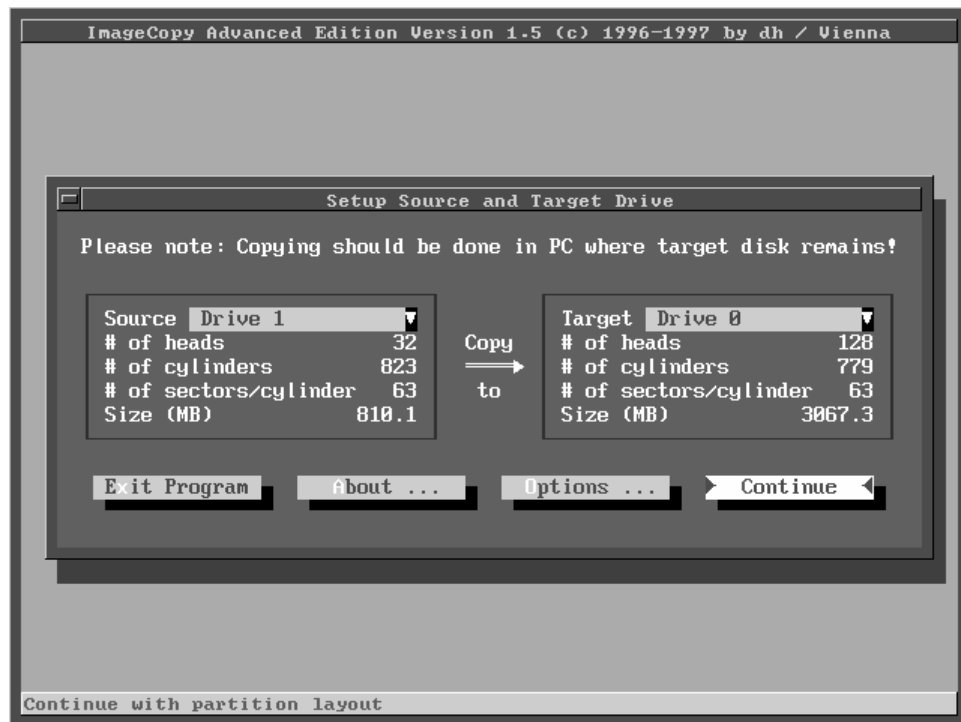 ImageCopy Advanced Edition Version 1.5 (c) 1996-1997 by dh / Vienna
Setup Source and Target Drive
Please note: Copying should be done in PC where target disk remains!
Source Drive 1
# of heads 32
# of cylinders 823
# of sectors/cylinder 63
Size (MB) 810.1
Copy
to
Target Drive 0
# of heads 128
# of cylinders 779
# of sectors/cylinder 63
Size (MB) 3067.3
Exit Program
About ...
Options ...
Continue
Continue with partition layout